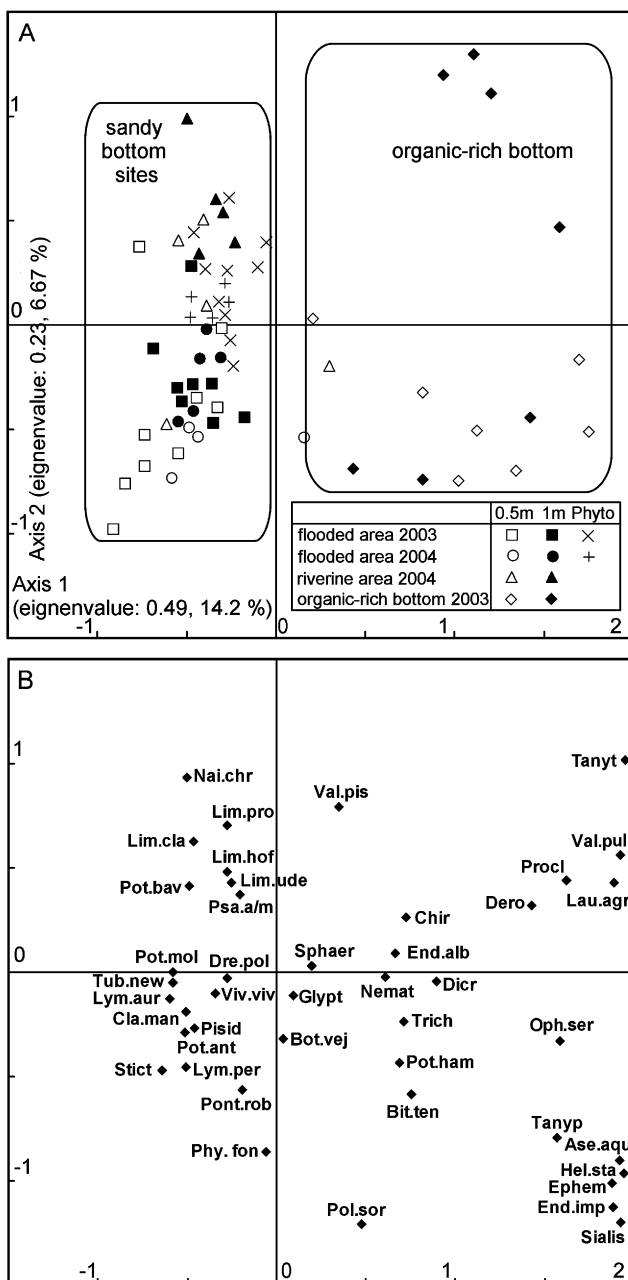 A
1
sandy
bottom
sites
organic-rich bottom
0
Axis 2 (eignenvalue: 0.23, 6.67 %)
-1
0.5m 1m Phyto
flooded area 2003
flooded area 2004
riverine area 2004
organic-rich bottom 2003
Axis 1
(eignenvalue: 0.49, 14.2 %)
-1 0 1 2
B
1
Tanyt
Nai.chr
Val.pis
Lim.pro
Lim.cla
Val.pul
Lim.hof
Procl
Pot.bav
Lim.ude
Psa.a/m
Dero
Lau.agr
Chir
0
Pot.mol
Dre.pol
Sphaer
End.alb
Tub.new
Lym.aur
Viv.viv
Glypt
Nemat
Dicr
Cla.man
Pisid
Trich
Oph.ser
Pot.ant
Bot.vej
Stict
Lym.per
Pot.ham
Pont.rob
Bit.ten
Tanyp
Phy. fon
Ase.aqu
Hel.sta
-1
Ephem
Pol.sor
End.imp
Sialis
-1 0 1 2